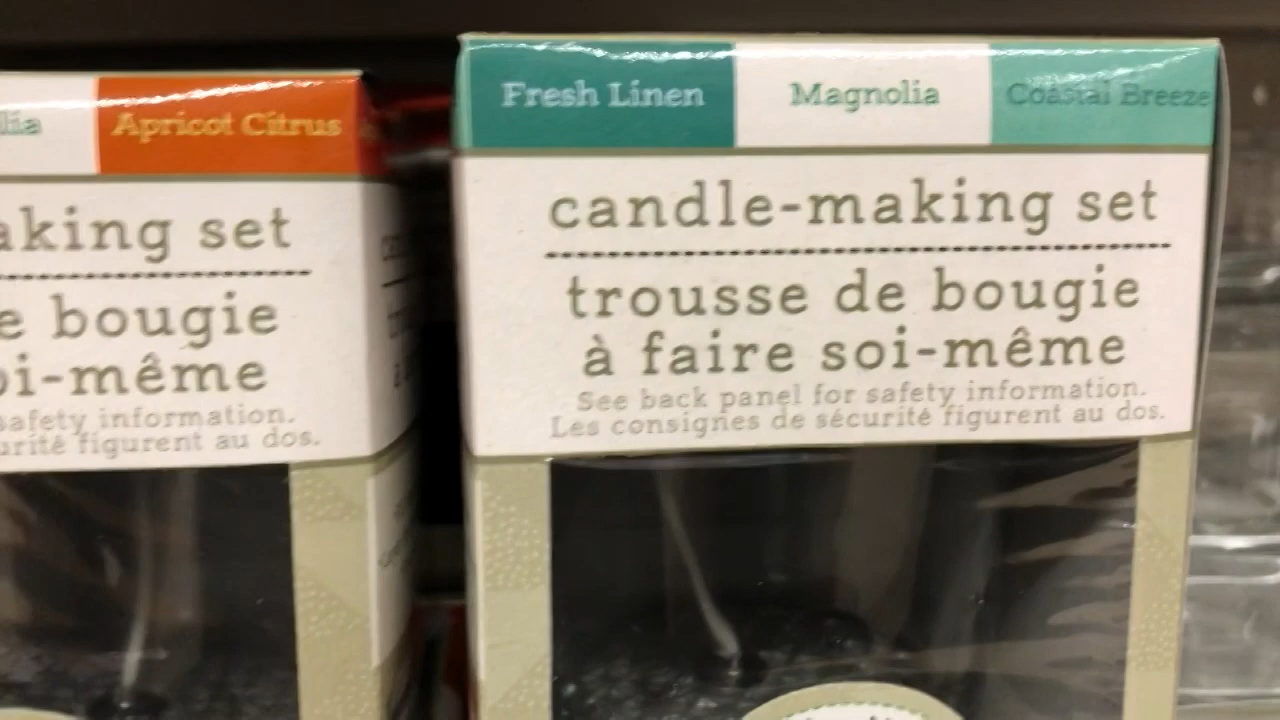 Apricot Citrus
aking set
e bougie
oi-même
safety information.
urité figurent au dos.
Fresh Linen Magnolia Coastal Breeze
candle-making set
trousse de bougie
à faire soi-même
See back panel for safety information.
Les consignes de sécurité figurent au dos.